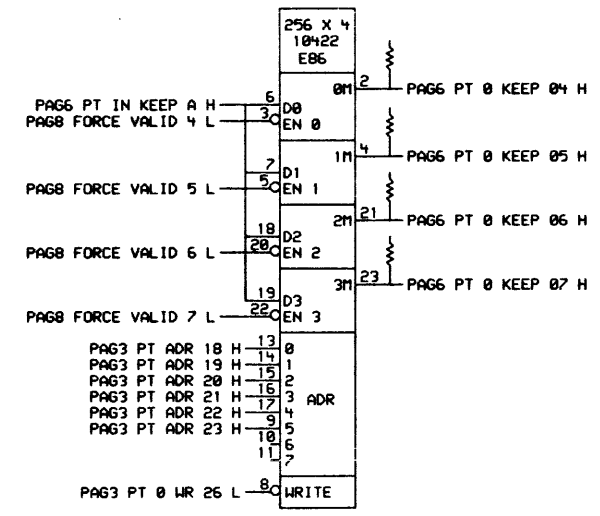 256 X 4
10422
E86
0M 2 PAG6 PT 0 KEEP 04 H
PAG6 PT IN KEEP A H 6 D0
PAG8 FORCE VALID 4 L 3 EN 0
1M 4 PAG6 PT 0 KEEP 05 H
7 D1
PAG8 FORCE VALID 5 L 5 EN 1
2M 21 PAG6 PT 0 KEEP 06 H
18 D2
PAG8 FORCE VALID 6 L 20 EN 2
3M 23 PAG6 PT 0 KEEP 07 H
19 D3
PAG8 FORCE VALID 7 L 22 EN 3
PAG3 PT ADR 18 H 13 0
PAG3 PT ADR 19 H 14 1
PAG3 PT ADR 20 H 15 2
PAG3 PT ADR 21 H 16 3 ADR
PAG3 PT ADR 22 H 17 4
PAG3 PT ADR 23 H 9 5
10 6
11 7
PAG3 PT 0 WR 26 L 8 WRITE